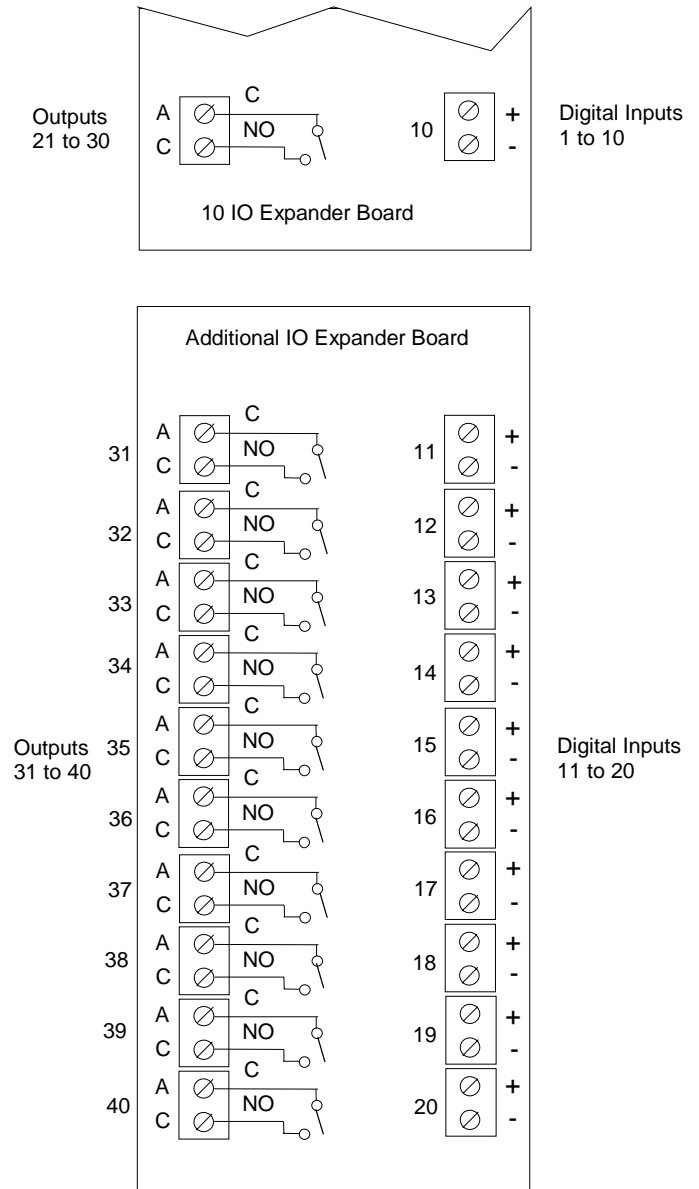 Outputs
21 to 30
A
C
C
NO
10
+
-
Digital Inputs
1 to 10
10 IO Expander Board
Additional IO Expander Board
Outputs
31 to 40
31
A
C
C
NO
11
+
-
32
A
C
C
NO
12
+
-
33
A
C
C
NO
13
+
-
34
A
C
C
NO
14
+
-
35
A
C
C
NO
15
+
-
36
A
C
C
NO
16
+
-
37
A
C
C
NO
17
+
-
38
A
C
C
NO
18
+
-
39
A
C
C
NO
19
+
-
40
A
C
C
NO
20
+
-
Digital Inputs
11 to 20